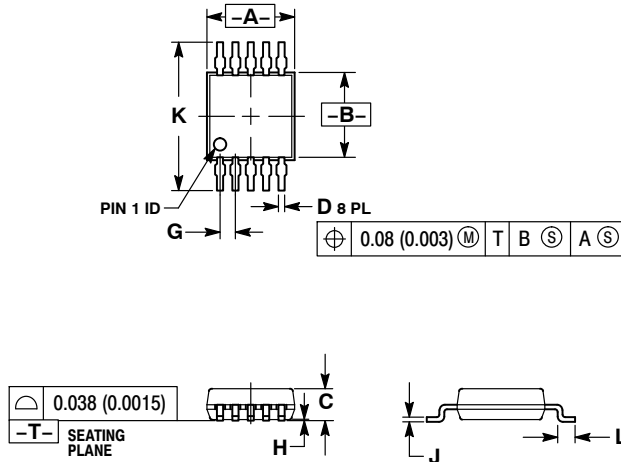 –A–
K
–B–
PIN 1 ID
G
D 8 PL
⌖ 0.08 (0.003) Ⓜ T B Ⓢ A Ⓢ
⌓ 0.038 (0.0015)
–T– SEATING
PLANE
C
H
J
L